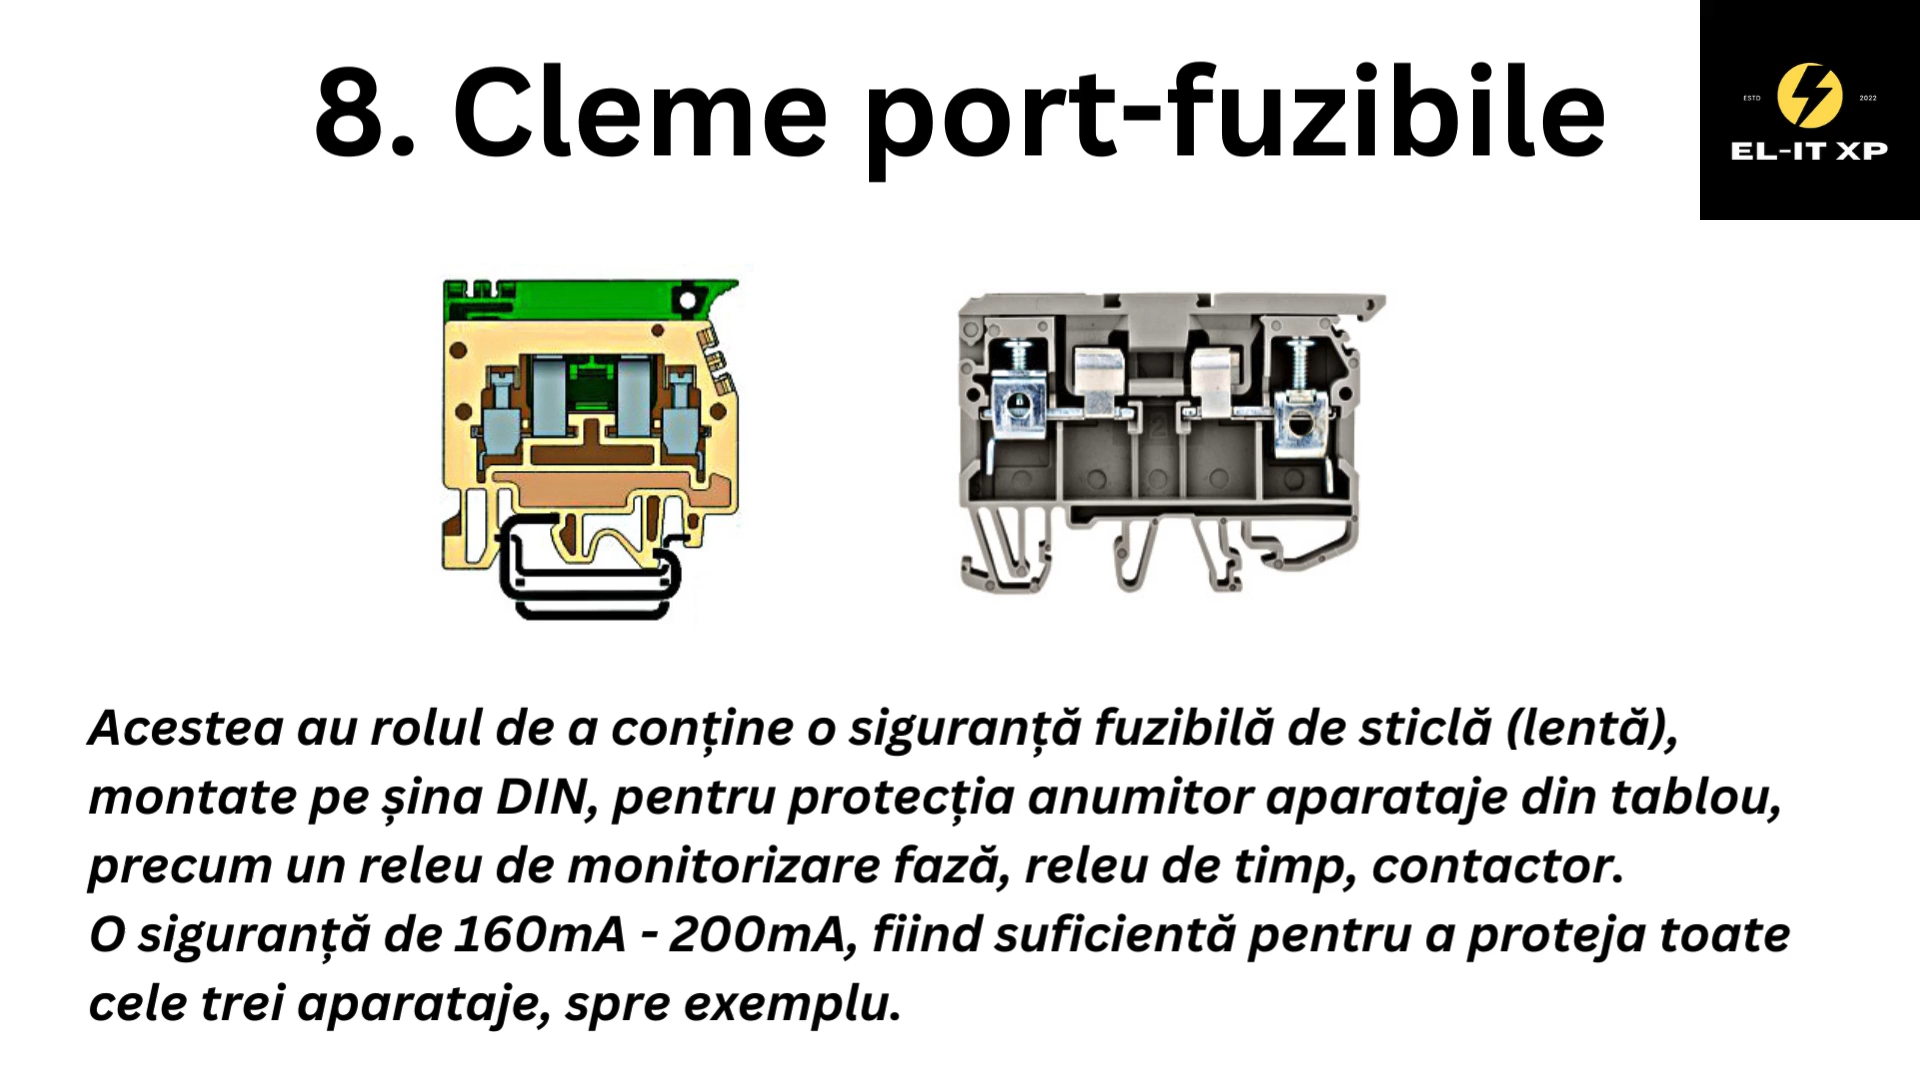 8. Cleme port-fuzibile
ESTD
2022
EL-IT XP
Acestea au rolul de a conține o siguranță fuzibilă de sticlă (lentă),
montate pe șina DIN, pentru protecția anumitor aparataje din tablou,
precum un releu de monitorizare fază, releu de timp, contactor.
O siguranță de 160mA - 200mA, fiind suficientă pentru a proteja toate
cele trei aparataje, spre exemplu.